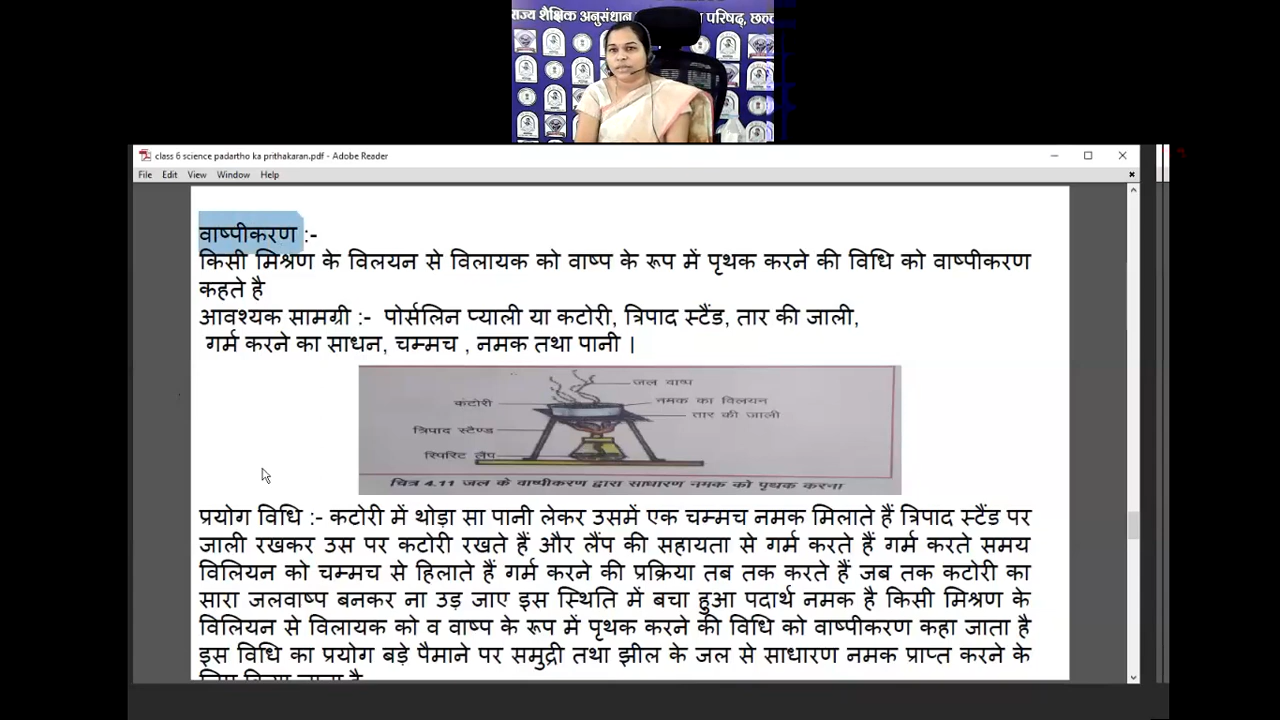 राज्य शैक्षिक अनुसंधान परिषद्, छत्त
class 6 science padartho ka prithakaran.pdf - Adobe Reader
File Edit View Window Help
वाष्पीकरण :-
किसी मिश्रण के विलयन से विलायक को वाष्प के रूप में पृथक करने की विधि को वाष्पीकरण
कहते है
आवश्यक सामगी :- पोर्सलिन प्याली या कटोरी, त्रिपाद स्टैंड, तार की जाली,
गर्म करने का साधन, चम्मच , नमक तथा पानी |
जल वाष्प
कटोरी
नमक का विलयन
तार की जाली
त्रिपाद स्टैण्ड
स्पिरिट लैंप
चित्र 4.11 जल के वाष्पीकरण द्वारा साधारण नमक को पृथक करना
प्रयोग विधि :- कटोरी में थोड़ा सा पानी लेकर उसमें एक चम्मच नमक मिलाते हैं त्रिपाद स्टैंड पर
जाली रखकर उस पर कटोरी रखते हैं और लैंप की सहायता से गर्म करते हैं गर्म करते समय
विलियन को चम्मच से हिलाते हैं गर्म करने की प्रक्रिया तब तक करते हैं जब तक कटोरी का
सारा जलवाष्प बनकर ना उड़ जाए इस स्थिति में बचा हुआ पदार्थ नमक है किसी मिश्रण के
विलियन से विलायक को व वाष्प के रूप में पृथक करने की विधि को वाष्पीकरण कहा जाता है
इस विधि का प्रयोग बड़े पैमाने पर समुद्री तथा झील के जल से साधारण नमक प्राप्त करने के